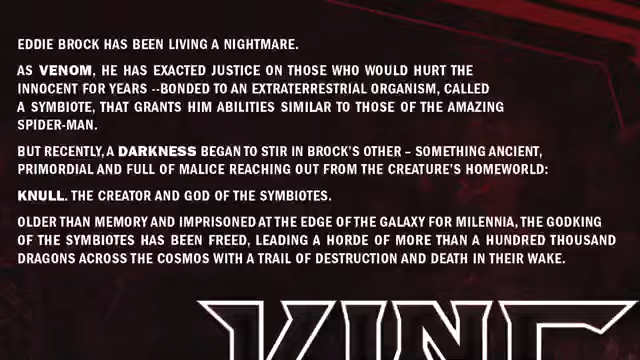 EDDIE BROCK HAS BEEN LIVING A NIGHTMARE.
AS VENOM, HE HAS EXACTED JUSTICE ON THOSE WHO WOULD HURT THE
INNOCENT FOR YEARS --BONDED TO AN EXTRATERRESTRIAL ORGANISM, CALLED
A SYMBIOTE, THAT GRANTS HIM ABILITIES SIMILAR TO THOSE OF THE AMAZING
SPIDER-MAN.
BUT RECENTLY, A DARKNESS BEGAN TO STIR IN BROCK'S OTHER – SOMETHING ANCIENT,
PRIMORDIAL AND FULL OF MALICE REACHING OUT FROM THE CREATURE'S HOMEWORLD:
KNULL. THE CREATOR AND GOD OF THE SYMBIOTES.
OLDER THAN MEMORY AND IMPRISONED AT THE EDGE OF THE GALAXY FOR MILENNIA, THE GODKING
OF THE SYMBIOTES HAS BEEN FREED, LEADING A HORDE OF MORE THAN A HUNDRED THOUSAND
DRAGONS ACROSS THE COSMOS WITH A TRAIL OF DESTRUCTION AND DEATH IN THEIR WAKE.
KING